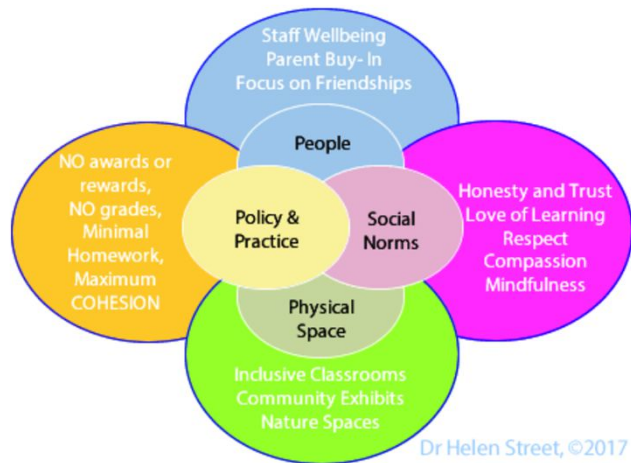 Staff Wellbeing
Parent Buy- In
Focus on Friendships
People
NO awards or
rewards,
NO grades,
Minimal
Homework,
Maximum
COHESION
Policy &
Practice
Social
Norms
Honesty and Trust
Love of Learning
Respect
Compassion
Mindfulness
Physical
Space
Inclusive Classrooms
Community Exhibits
Nature Spaces
Dr Helen Street, ©2017